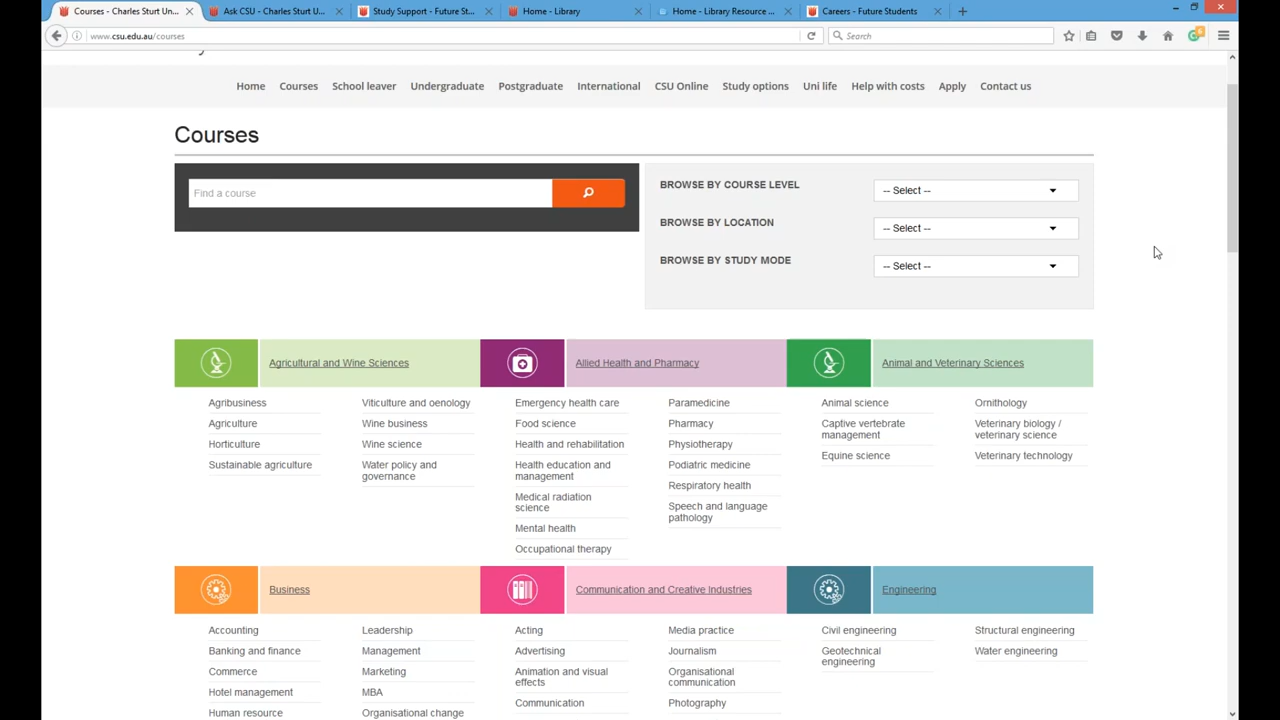 Courses - Charles Sturt Un...
Ask CSU - Charles Sturt U...
Study Support - Future St...
Home - Library
Home - Library Resource ...
Careers - Future Students
www.csu.edu.au/courses
Search
Home Courses School leaver Undergraduate Postgraduate International CSU Online Study options Uni life Help with costs Apply Contact us
Courses
Find a course
BROWSE BY COURSE LEVEL
-- Select --
BROWSE BY LOCATION
-- Select --
BROWSE BY STUDY MODE
-- Select --
Agricultural and Wine Sciences
Agribusiness
Agriculture
Horticulture
Sustainable agriculture
Viticulture and oenology
Wine business
Wine science
Water policy and
governance
Allied Health and Pharmacy
Emergency health care
Food science
Health and rehabilitation
Health education and
management
Medical radiation
science
Mental health
Occupational therapy
Paramedicine
Pharmacy
Physiotherapy
Podiatric medicine
Respiratory health
Speech and language
pathology
Animal and Veterinary Sciences
Animal science
Captive vertebrate
management
Equine science
Ornithology
Veterinary biology /
veterinary science
Veterinary technology
Business
Accounting
Banking and finance
Commerce
Hotel management
Human resource
Leadership
Management
Marketing
MBA
Organisational change
Communication and Creative Industries
Acting
Advertising
Animation and visual
effects
Communication
Media practice
Journalism
Organisational
communication
Photography
Engineering
Civil engineering
Geotechnical
engineering
Structural engineering
Water engineering